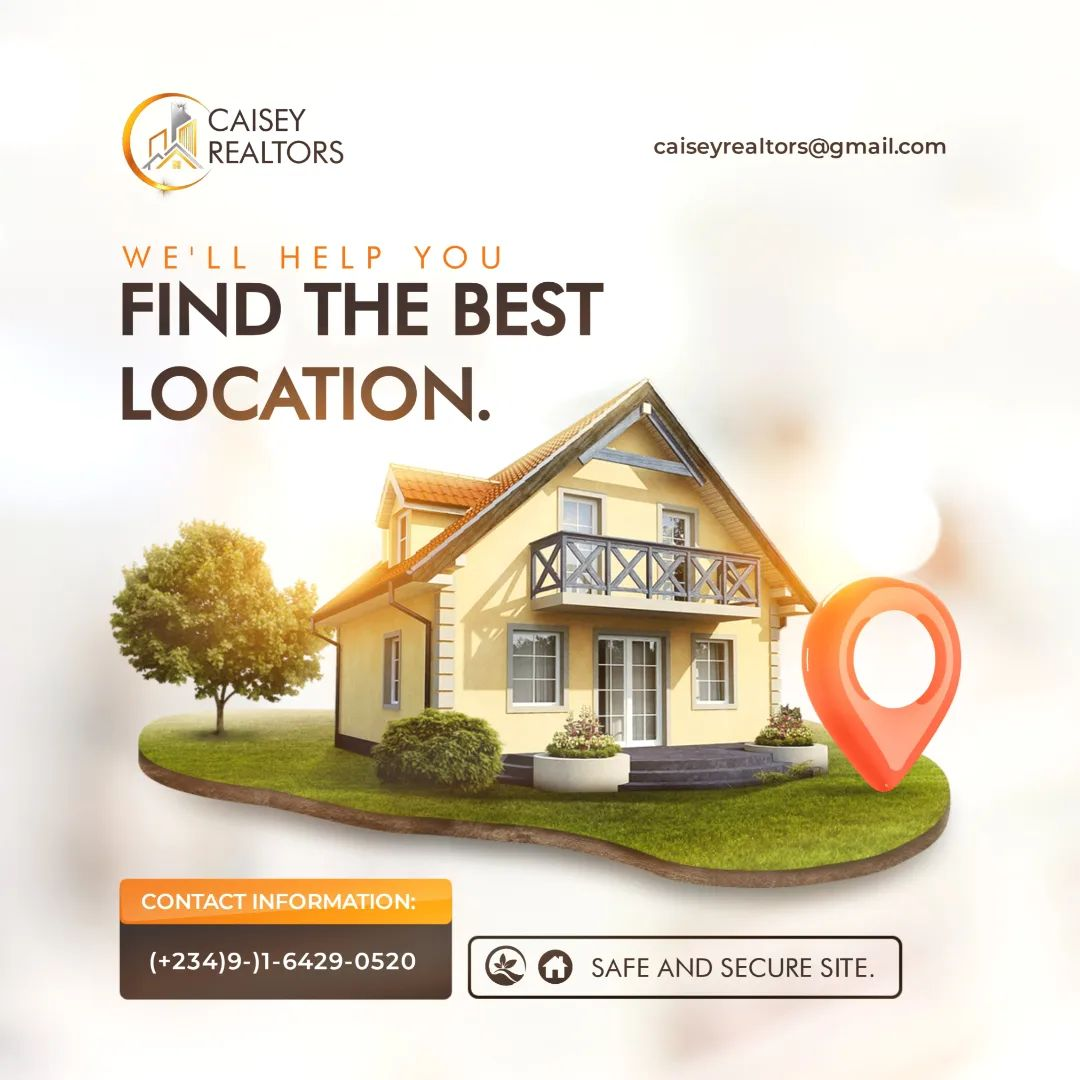 CAISEY
REALTORS
caiseyrealtors@gmail.com
WE'LL HELP YOU
FIND THE BEST
LOCATION.
CONTACT INFORMATION:
(+234)9-)1-6429-0520
SAFE AND SECURE SITE.